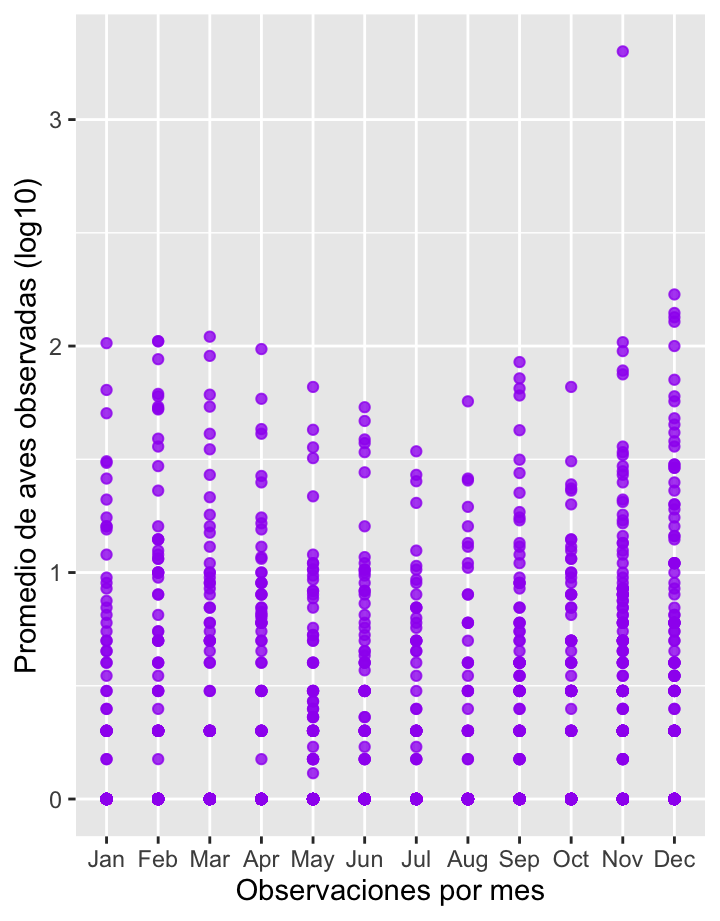 Promedio de aves observadas (log10)
3
2
1
0
Jan Feb Mar Apr May Jun Jul Aug Sep Oct Nov Dec
Observaciones por mes